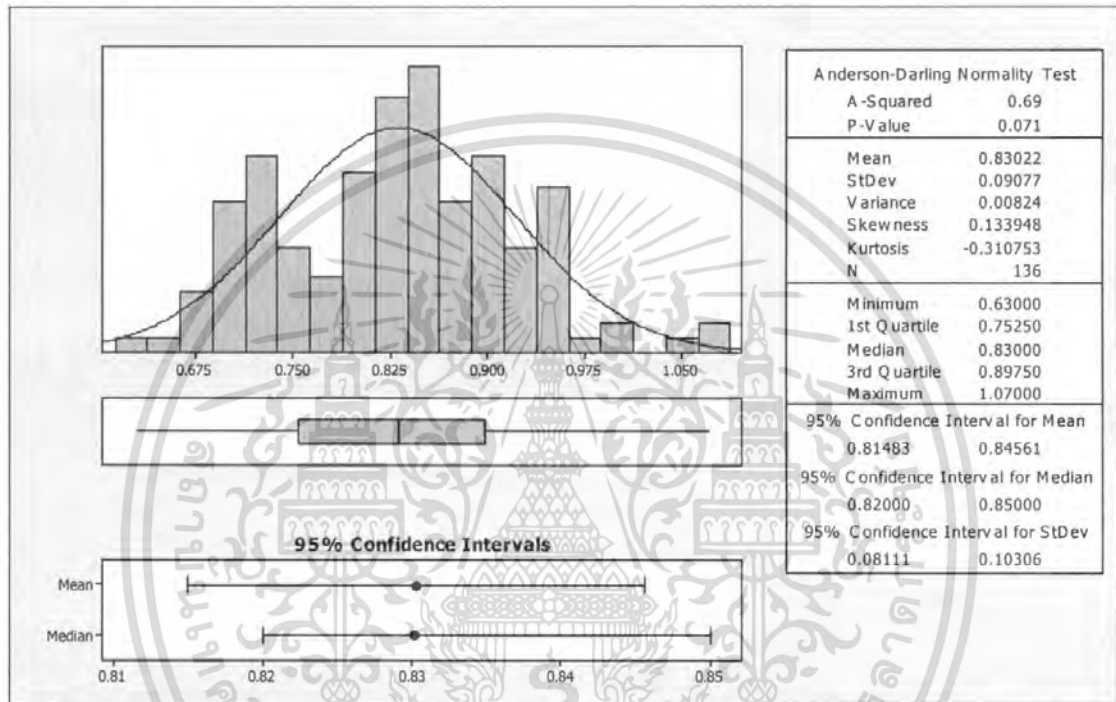 Anderson-Darling Normality Test
A-Squared 0.69
P-Value 0.071
Mean 0.83022
StDev 0.09077
Variance 0.00824
Skewness 0.133948
Kurtosis -0.310753
N 136
Minimum 0.63000
1st Quartile 0.75250
Median 0.83000
3rd Quartile 0.89750
Maximum 1.07000
95% Confidence Interval for Mean
0.81483 0.84561
95% Confidence Interval for Median
0.82000 0.85000
95% Confidence Interval for StDev
0.08111 0.10306
0.675 0.750 0.825 0.900 0.975 1.050
95% Confidence Intervals
Mean
Median
0.81 0.82 0.83 0.84 0.85